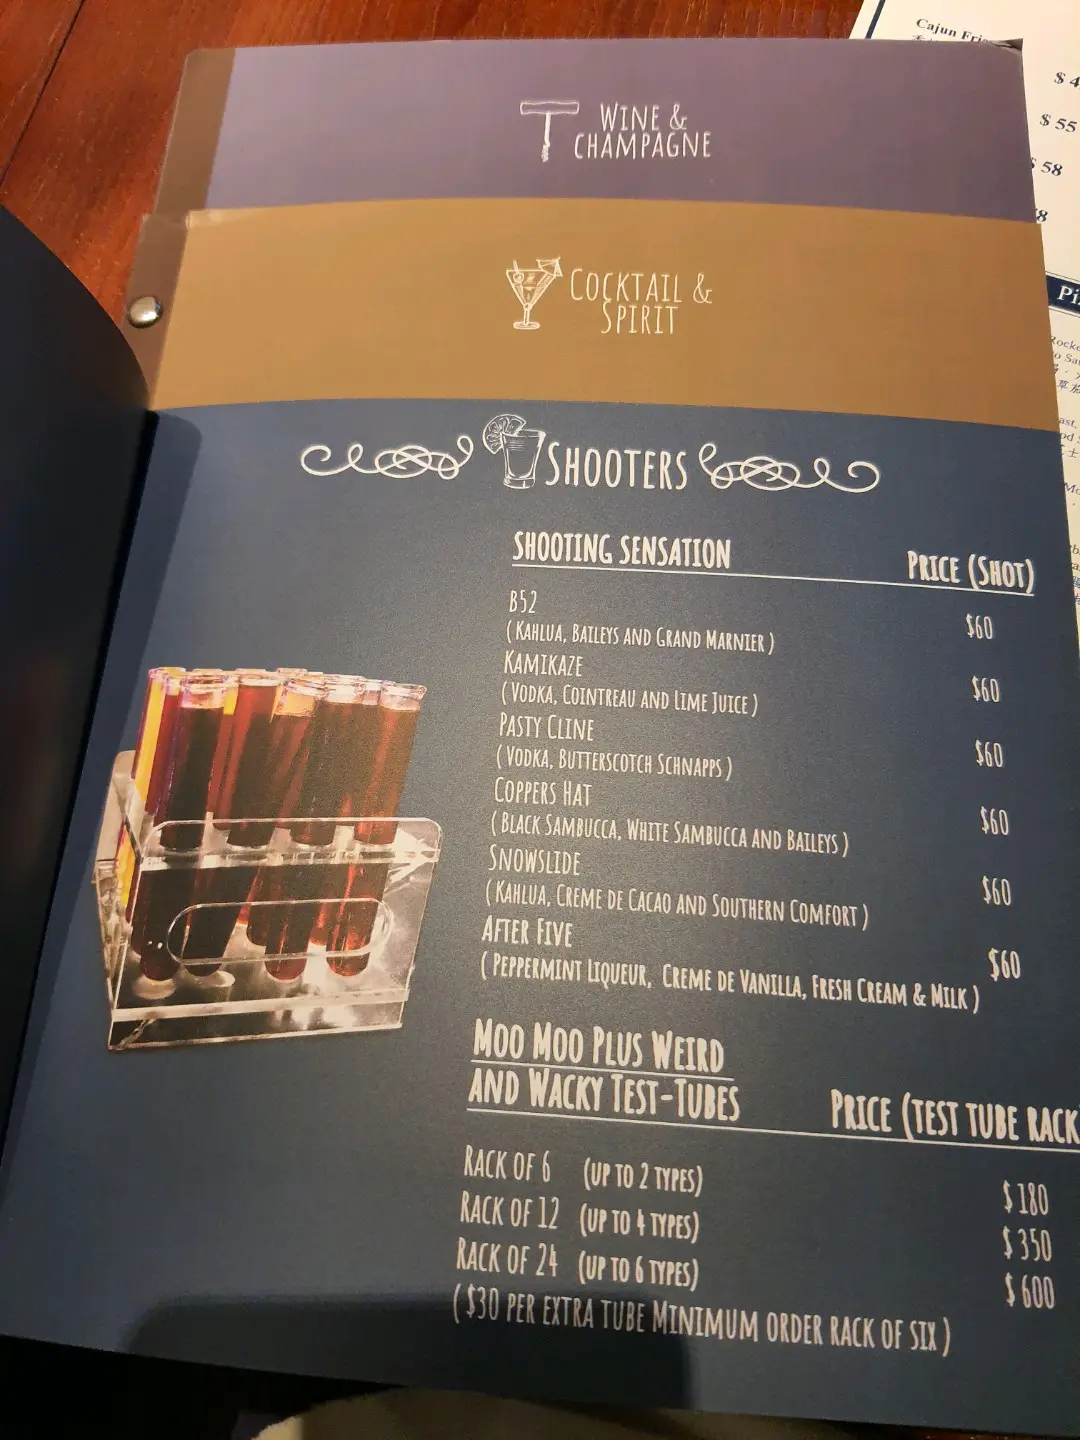 Cajun Fries
$ 4
$ 55
$ 58
WINE &
CHAMPAGNE
COCKTAIL &
SPIRIT
SHOOTERS
SHOOTING SENSATION PRICE (SHOT)
B52 $60
( KAHLUA, BAILEYS AND GRAND MARNIER )
KAMIKAZE $60
( VODKA, COINTREAU AND LIME JUICE )
PASTY CLINE $60
( VODKA, BUTTERSCOTCH SCHNAPPS )
COPPERS HAT $60
( BLACK SAMBUCCA, WHITE SAMBUCCA AND BAILEYS )
SNOWSLIDE $60
( KAHLUA, CREME DE CACAO AND SOUTHERN COMFORT )
AFTER FIVE $60
( PEPPERMINT LIQUEUR, CREME DE VANILLA, FRESH CREAM & MILK )
MOO MOO PLUS WEIRD
AND WACKY TEST-TUBES PRICE (TEST TUBE RACK
RACK OF 6 (UP TO 2 TYPES) $180
RACK OF 12 (UP TO 4 TYPES) $350
RACK OF 24 (UP TO 6 TYPES) $600
( $30 PER EXTRA TUBE MINIMUM ORDER RACK OF SIX )